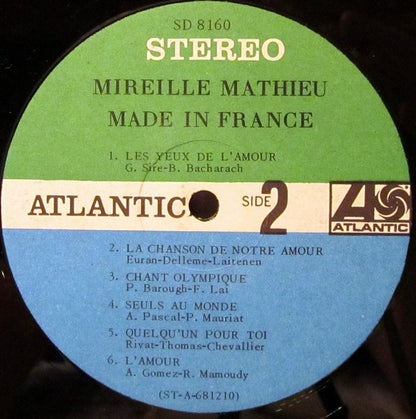 SD 8160
STEREO
MIREILLE MATHIEU
MADE IN FRANCE
1. LES YEUX DE L'AMOUR
G. Sire-B. Bacharach
ATLANTIC
SIDE 2
ATLANTIC
2. LA CHANSON DE NOTRE AMOUR
Euran-Delleme-Laitenen
3. CHANT OLYMPIQUE
P. Barough-F. Lai
4. SEULS AU MONDE
A. Pascal-P. Mauriat
5. QUELQU'UN POUR TOI
Rivat-Thomas-Chevallier
6. L'AMOUR
A. Gomez-R. Mamoudy
(ST-A-681210)